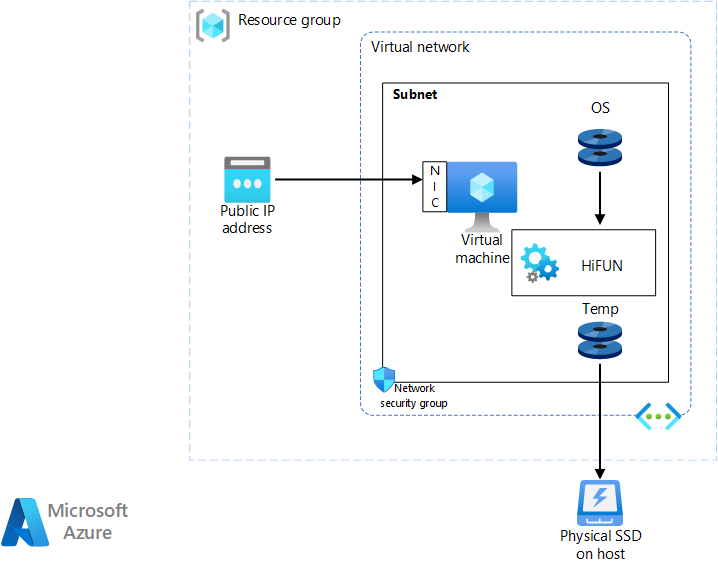 Resource group
Virtual network
Subnet
OS
N
I
C
Public IP
address
Virtual
machine
HiFUN
Temp
Network
security group
Microsoft
Azure
Physical SSD
on host